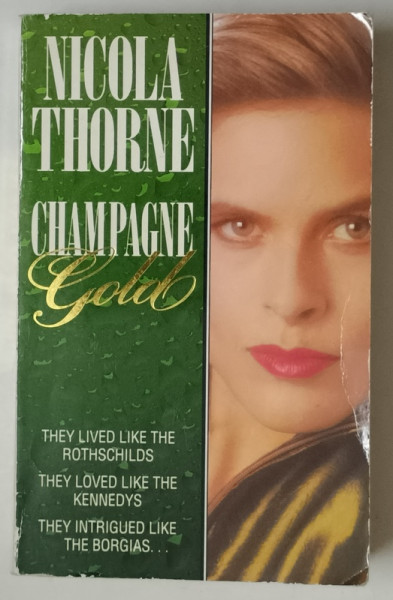 NICOLA
THORNE
CHAMPAGNE
Gold
THEY LIVED LIKE THE
ROTHSCHILDS
THEY LOVED LIKE THE
KENNEDYS
THEY INTRIGUED LIKE
THE BORGIAS...